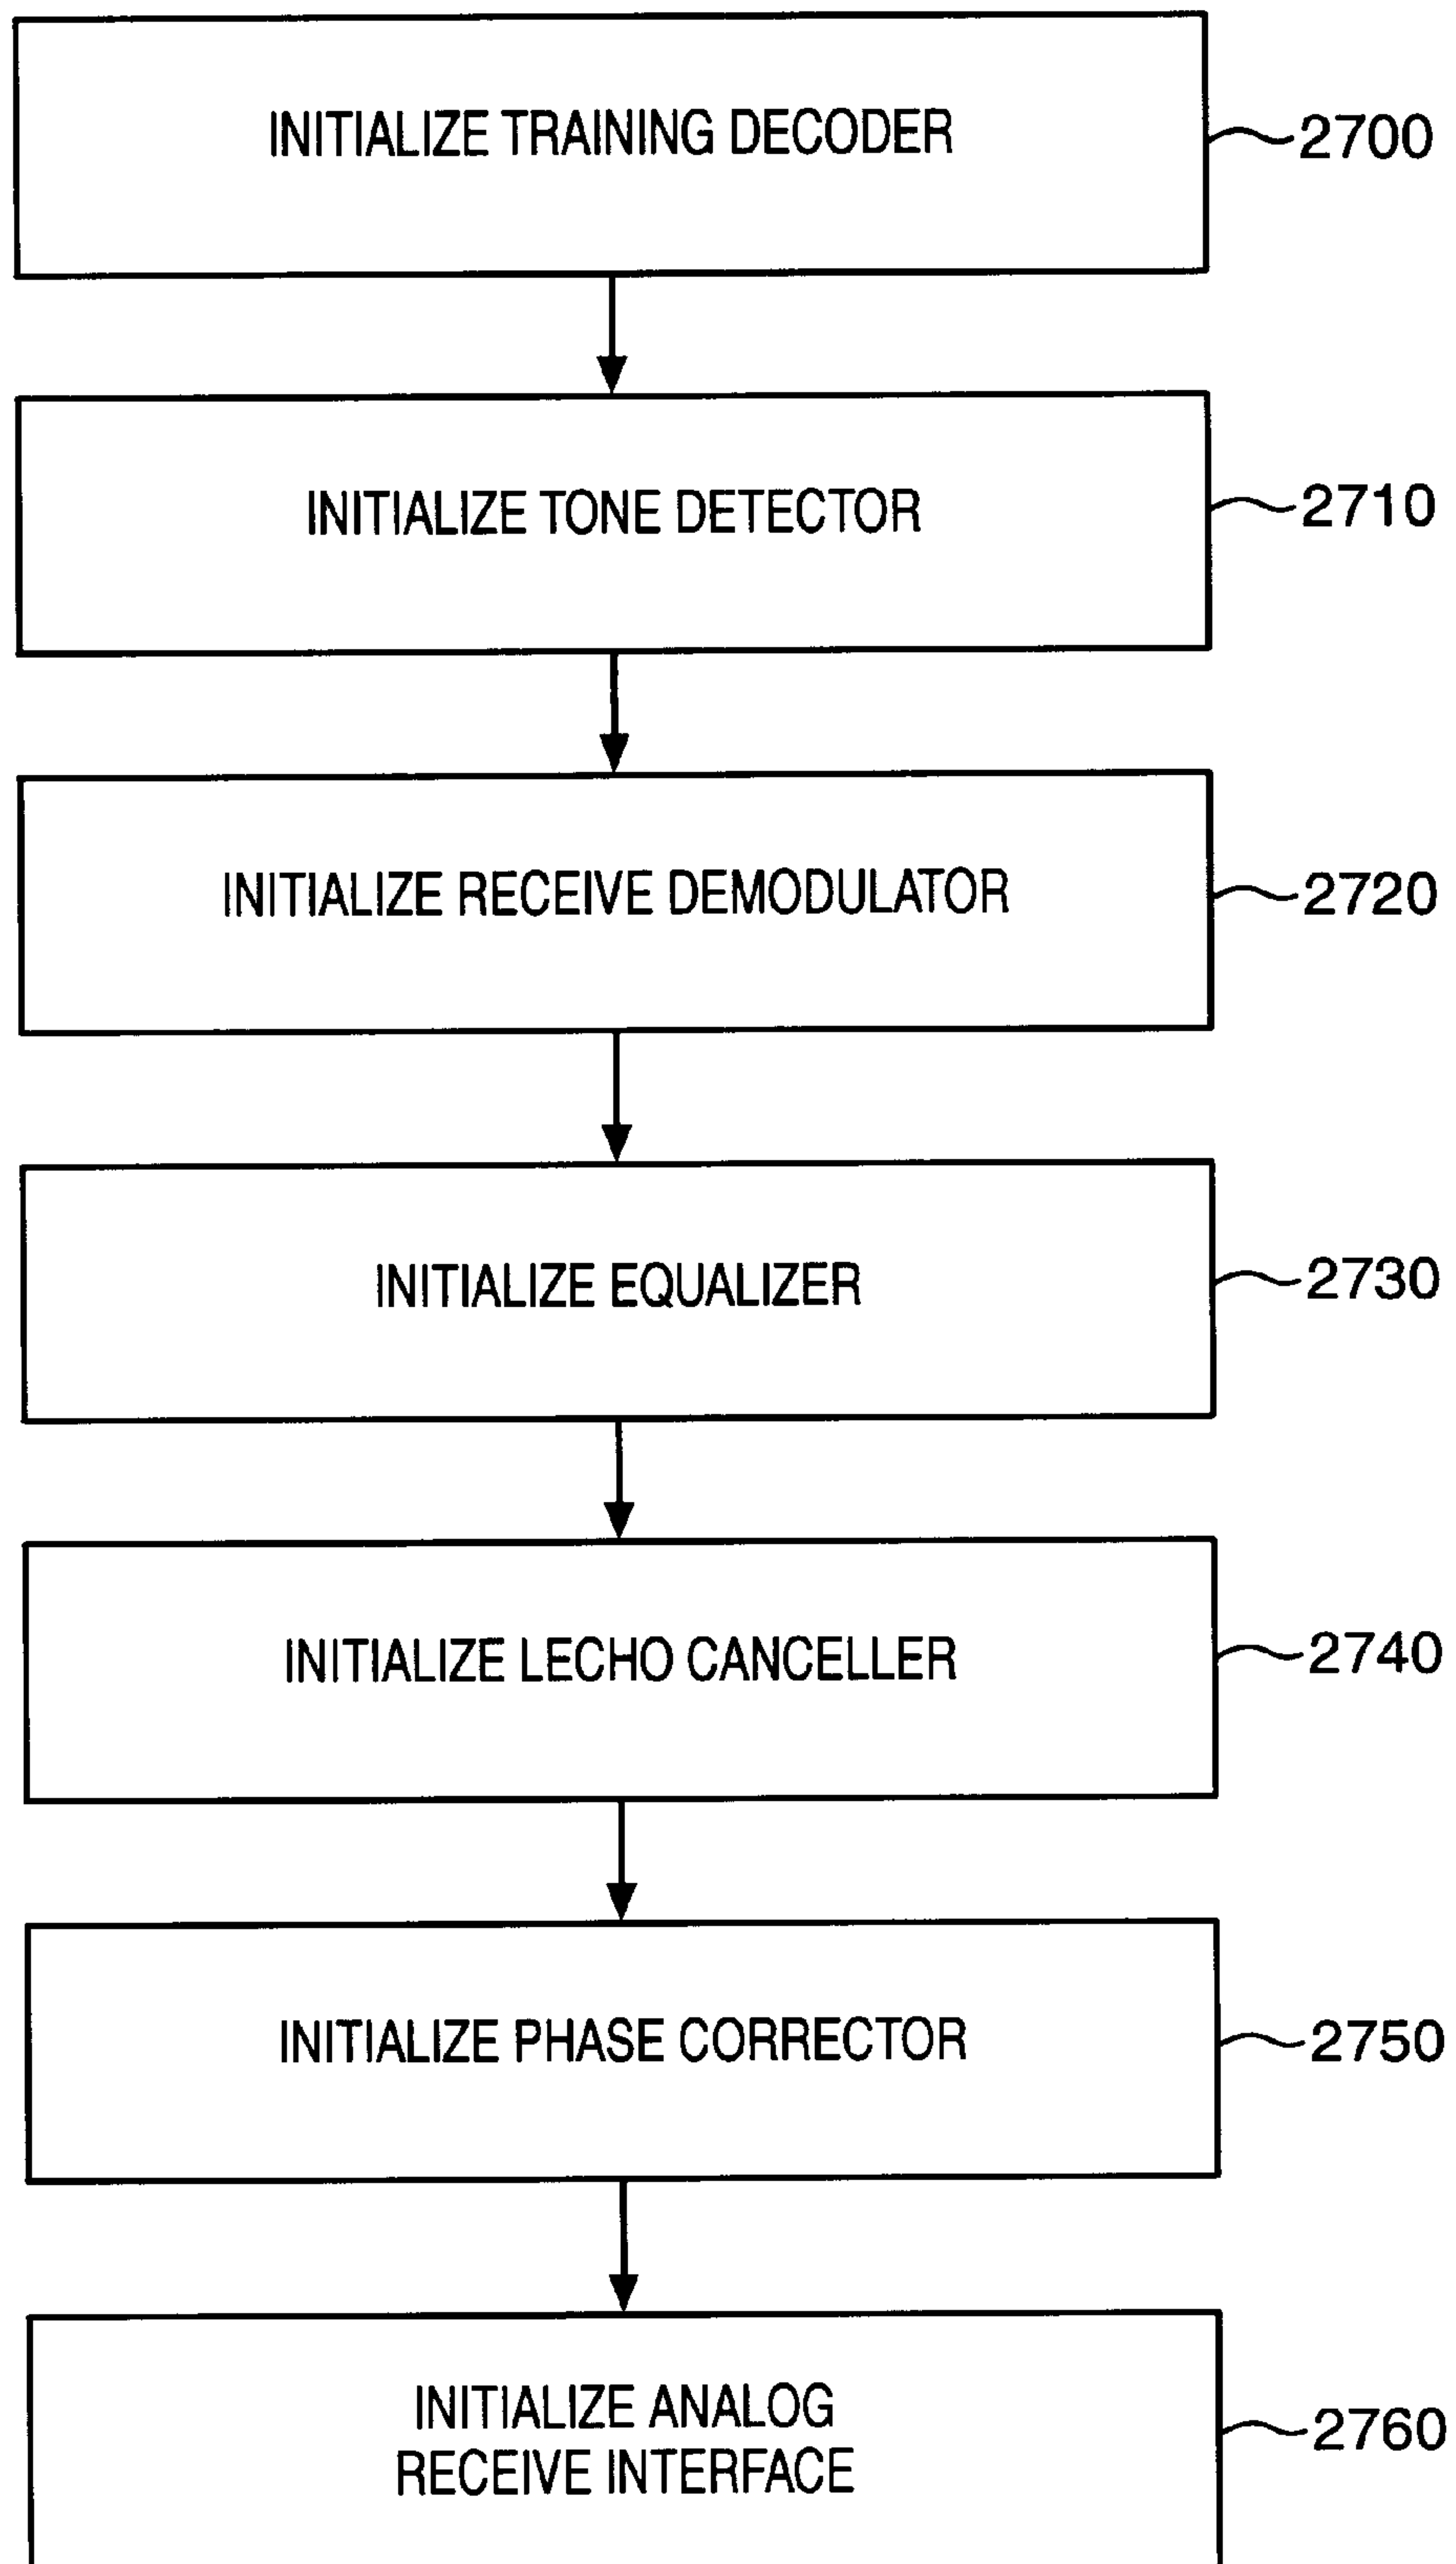 INITIALIZE TRAINING DECODER
2700
INITIALIZE TONE DETECTOR
2710
INITIALIZE RECEIVE DEMODULATOR
2720
INITIALIZE EQUALIZER
2730
INITIALIZE LECHO CANCELLER
2740
INITIALIZE PHASE CORRECTOR
2750
INITIALIZE ANALOG
RECEIVE INTERFACE
2760